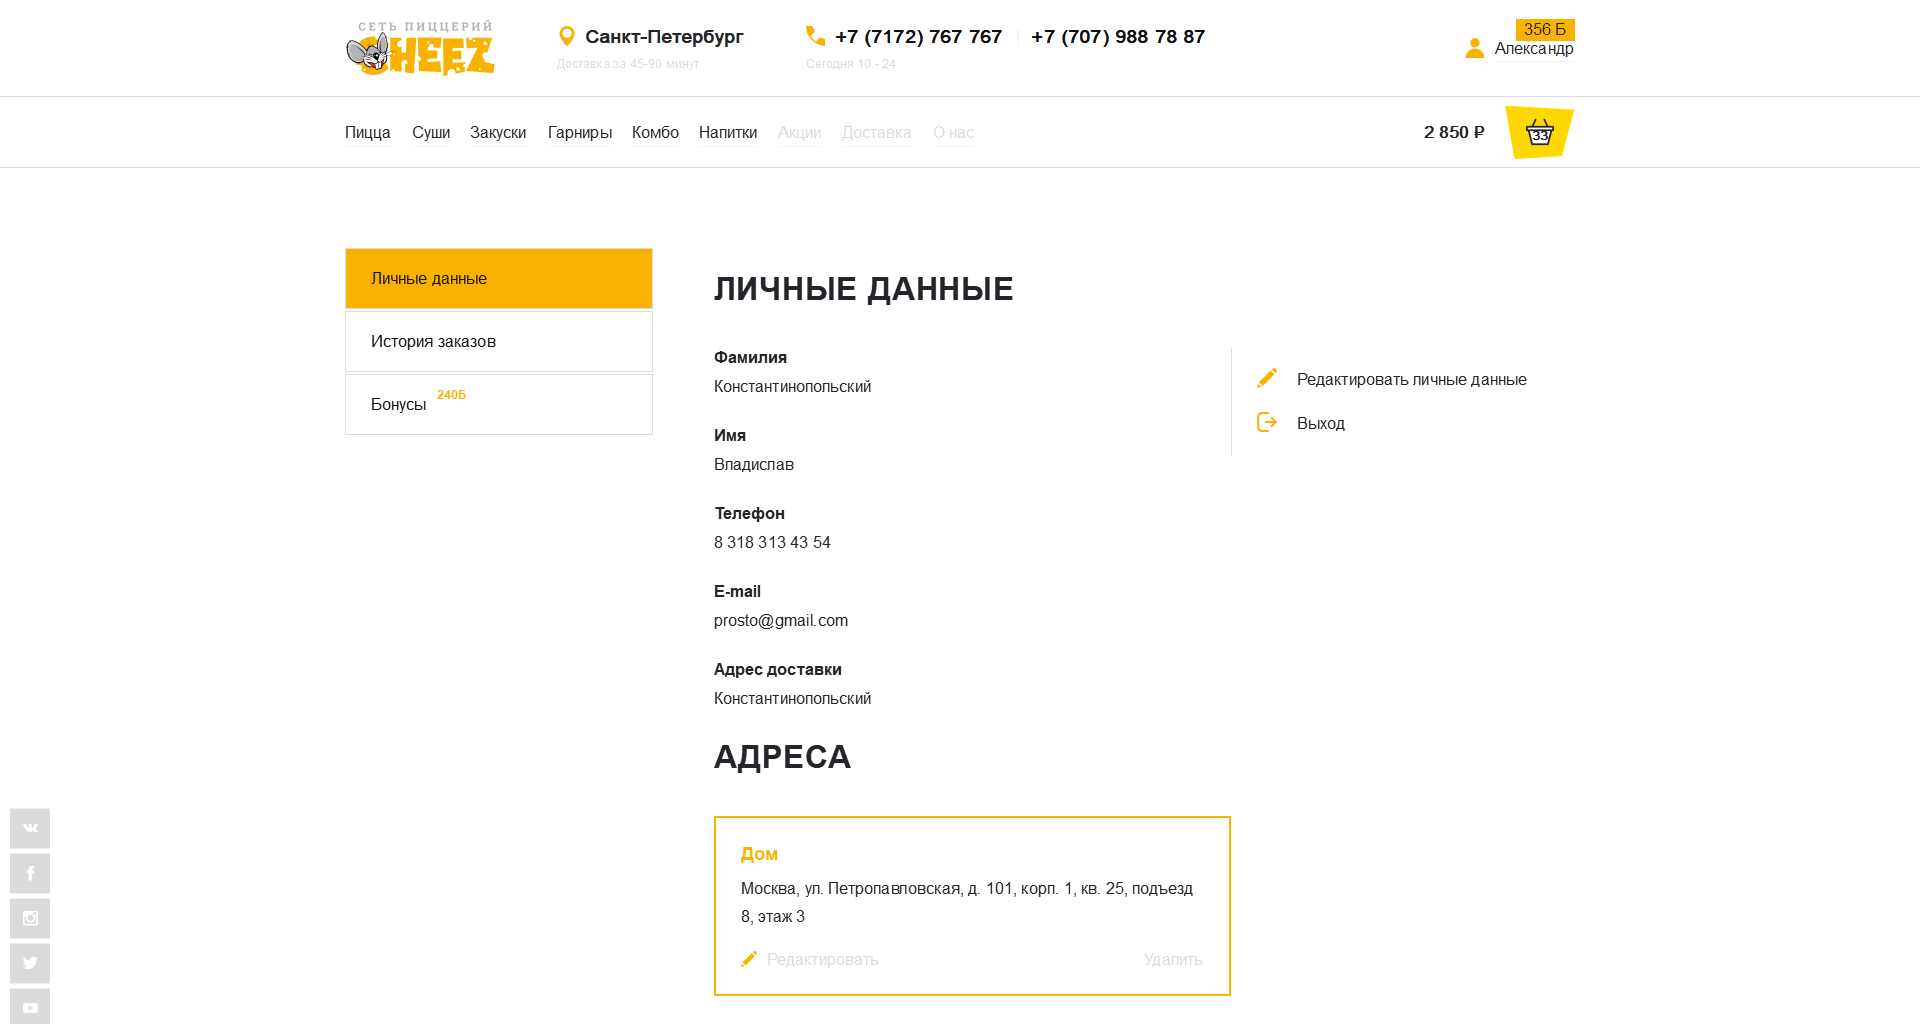 СЕТЬ ПИЦЦЕРИЙ
CHEEZ
Санкт-Петербург
Доставка за 45-90 минут
+7 (7172) 767 767
+7 (707) 988 78 87
Сегодня 10 - 24
356 Б
Александр
Пицца Суши Закуски Гарниры Комбо Напитки Акции Доставка О нас
2 850 ₽
33
Личные данные
История заказов
Бонусы 240Б
ЛИЧНЫЕ ДАННЫЕ
Фамилия
Константинопольский
Имя
Владислав
Телефон
8 318 313 43 54
E-mail
prosto@gmail.com
Адрес доставки
Константинопольский
Редактировать личные данные
Выход
АДРЕСА
Дом
Москва, ул. Петропавловская, д. 101, корп. 1, кв. 25, подъезд
8, этаж 3
Редактировать
Удалить